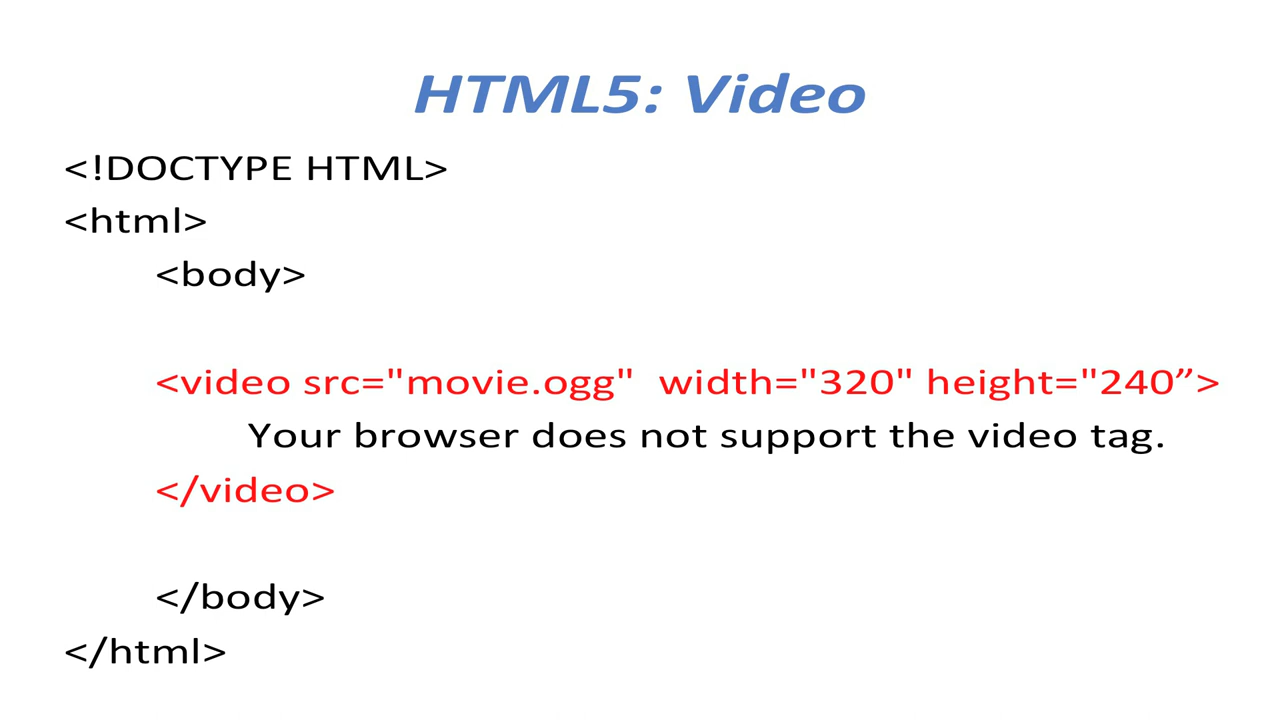 HTML5: Video
<!DOCTYPE HTML>
<html>
<body>
<video src="movie.ogg"  width="320" height="240”>
Your browser does not support the video tag.
</video>
</body>
</html>